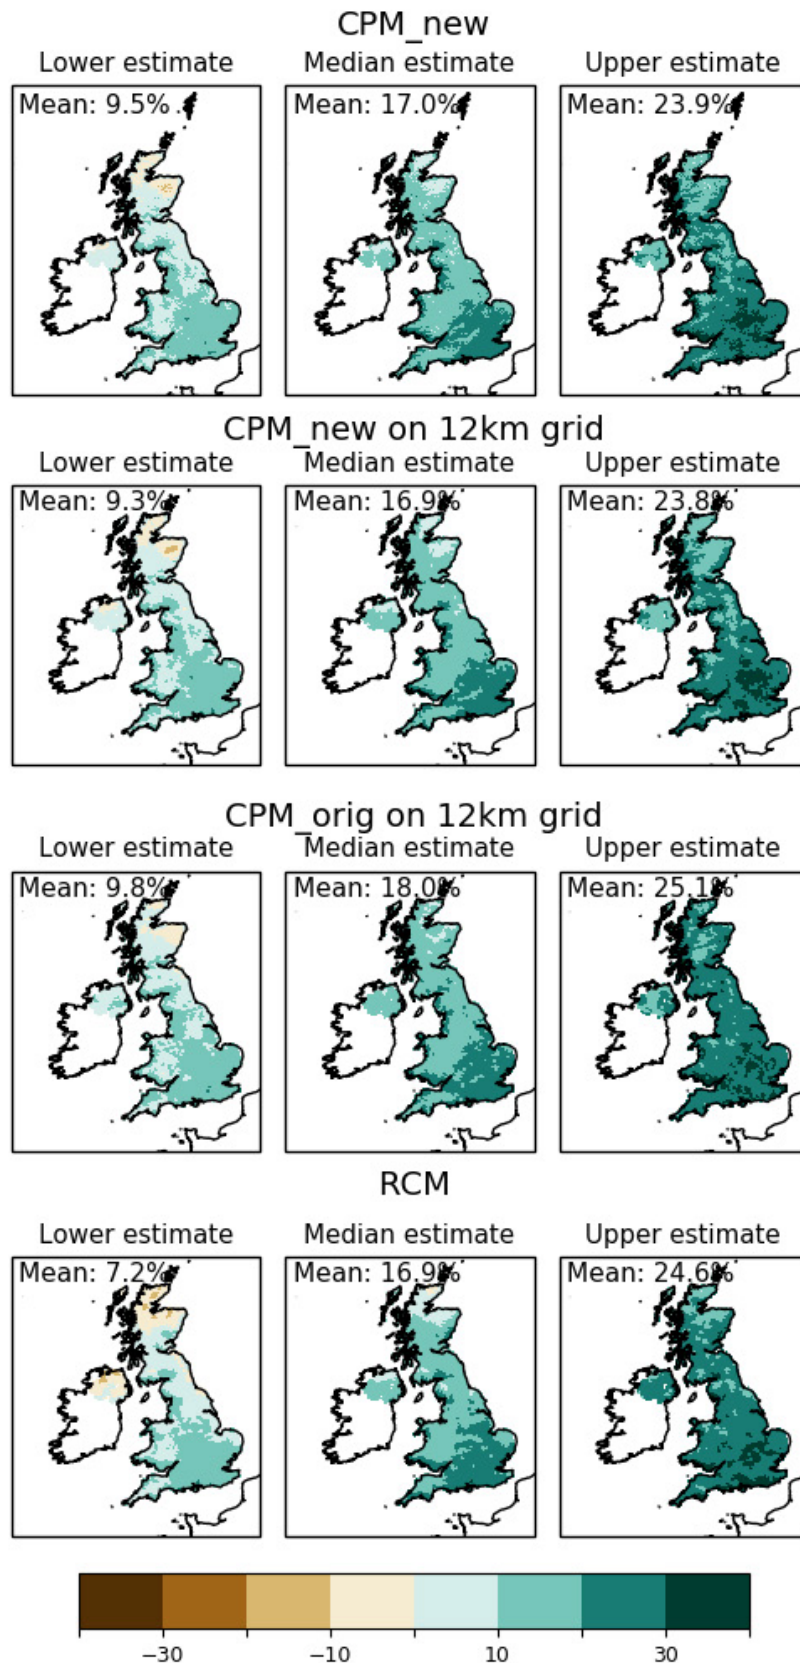 CPM_new
Lower estimate Median estimate Upper estimate
Mean: 9.5% Mean: 17.0% Mean: 23.9%
CPM_new on 12km grid
Lower estimate Median estimate Upper estimate
Mean: 9.3% Mean: 16.9% Mean: 23.8%
CPM_orig on 12km grid
Lower estimate Median estimate Upper estimate
Mean: 9.8% Mean: 18.0% Mean: 25.1%
RCM
Lower estimate Median estimate Upper estimate
Mean: 7.2% Mean: 16.9% Mean: 24.6%
−30 −10 10 30